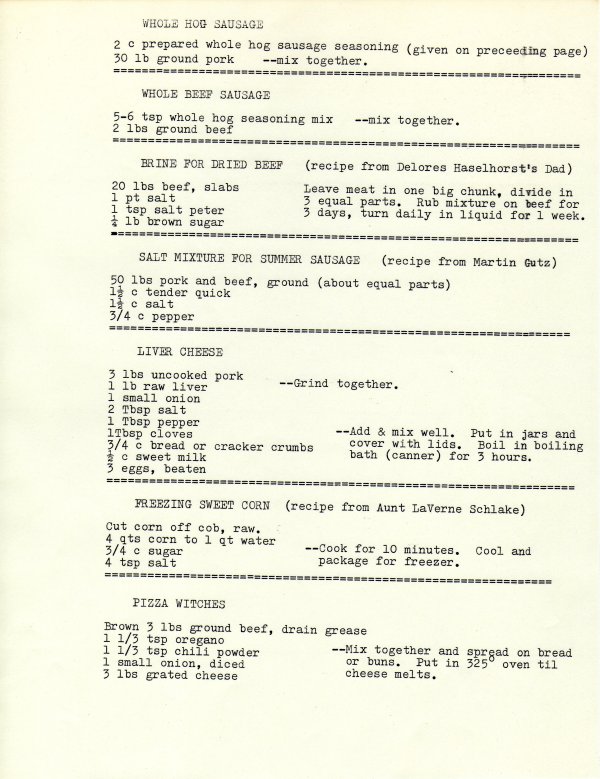 WHOLE HOG SAUSAGE
2 c prepared whole hog sausage seasoning (given on preceeding page)
30 lb ground pork --mix together.
WHOLE BEEF SAUSAGE
5-6 tsp whole hog seasoning mix --mix together.
2 lbs ground beef
BRINE FOR DRIED BEEF (recipe from Delores Haselhorst's Dad)
20 lbs beef, slabs Leave meat in one big chunk, divide in
1 pt salt 3 equal parts. Rub mixture on beef for
1 tsp salt peter 3 days, turn daily in liquid for 1 week.
¼ lb brown sugar
SALT MIXTURE FOR SUMMER SAUSAGE (recipe from Martin Gutz)
50 lbs pork and beef, ground (about equal parts)
1½ c tender quick
1½ c salt
3/4 c pepper
LIVER CHEESE
3 lbs uncooked pork
1 lb raw liver --Grind together.
1 small onion
2 Tbsp salt
1 Tbsp pepper
1Tbsp cloves --Add & mix well. Put in jars and
3/4 c bread or cracker crumbs cover with lids. Boil in boiling
½ c sweet milk bath (canner) for 3 hours.
3 eggs, beaten
FREEZING SWEET CORN (recipe from Aunt LaVerne Schlake)
Cut corn off cob, raw.
4 qts corn to 1 qt water
3/4 c sugar --Cook for 10 minutes. Cool and
4 tsp salt package for freezer.
PIZZA WITCHES
Brown 3 lbs ground beef, drain grease
1 1/3 tsp oregano
1 1/3 tsp chili powder --Mix together and spread on bread
1 small onion, diced or buns. Put in 325° oven til
3 lbs grated cheese cheese melts.